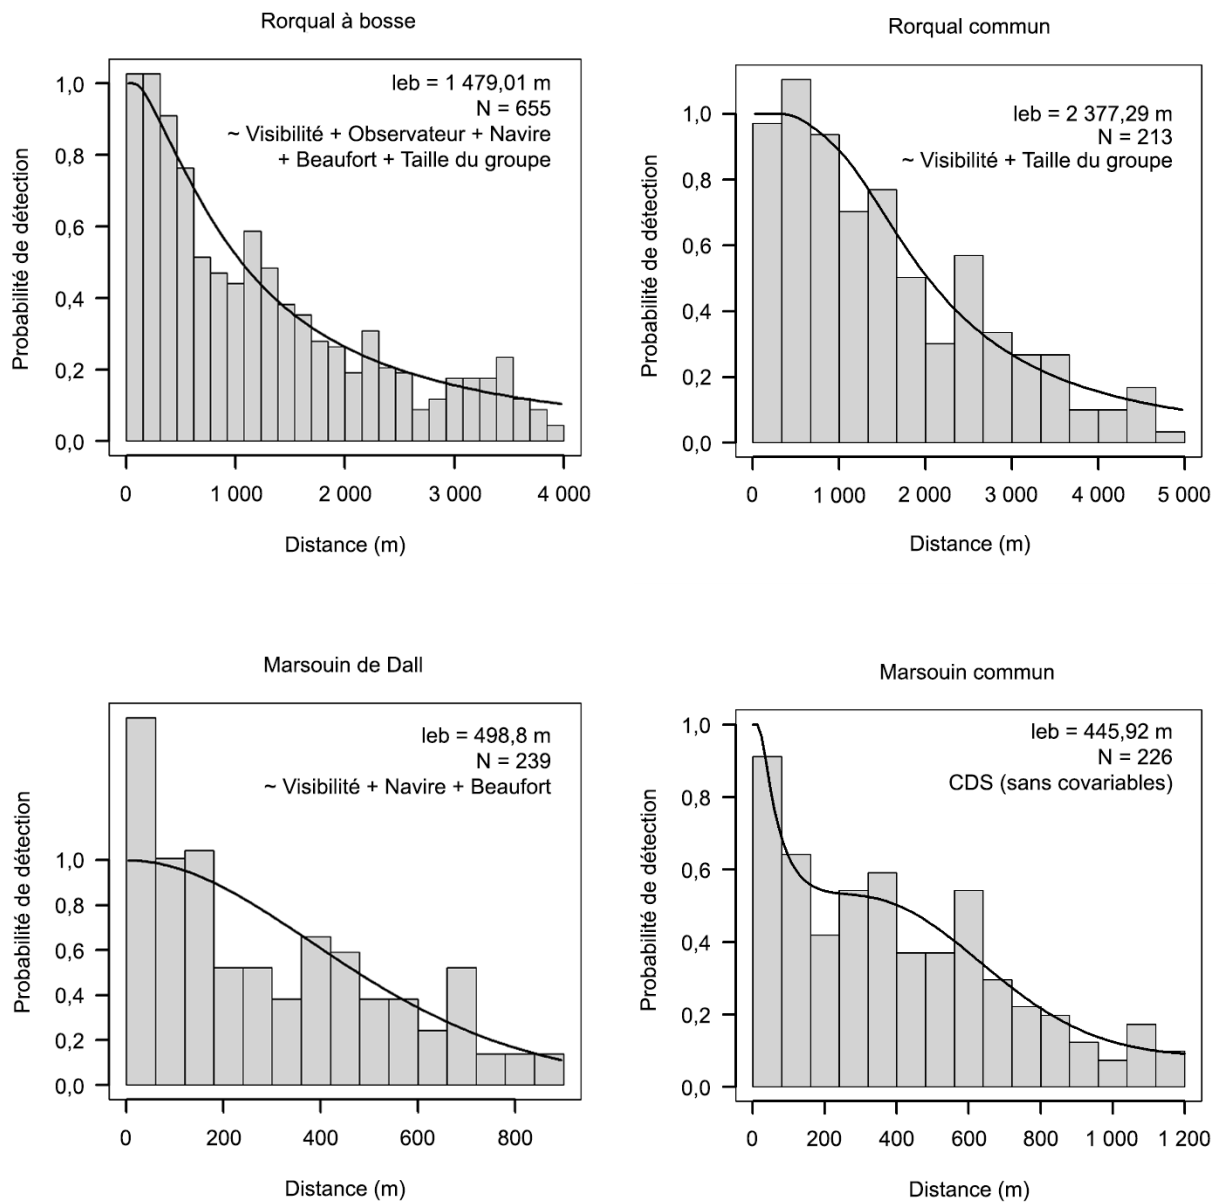 Rorqual à bosse
leb = 1 479,01 m
N = 655
~ Visibilité + Observateur + Navire
+ Beaufort + Taille du groupe
Probabilité de détection
1,0
0,8
0,6
0,4
0,2
0,0
0 1 000 2 000 3 000 4 000
Distance (m)
Rorqual commun
leb = 2 377,29 m
N = 213
~ Visibilité + Taille du groupe
Probabilité de détection
1,0
0,8
0,6
0,4
0,2
0,0
0 1 000 2 000 3 000 4 000 5 000
Distance (m)
Marsouin de Dall
leb = 498,8 m
N = 239
~ Visibilité + Navire + Beaufort
Probabilité de détection
1,0
0,8
0,6
0,4
0,2
0,0
0 200 400 600 800
Distance (m)
Marsouin commun
leb = 445,92 m
N = 226
CDS (sans covariables)
Probabilité de détection
1,0
0,8
0,6
0,4
0,2
0,0
0 200 400 600 800 1 000 1 200
Distance (m)